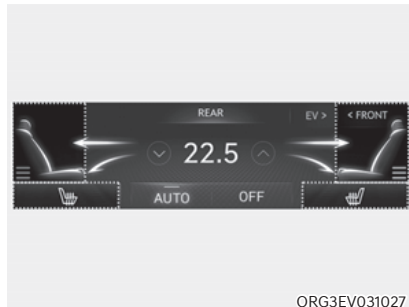 REAR
EV >
< FRONT
22.5
AUTO
OFF
ORG3EV031027